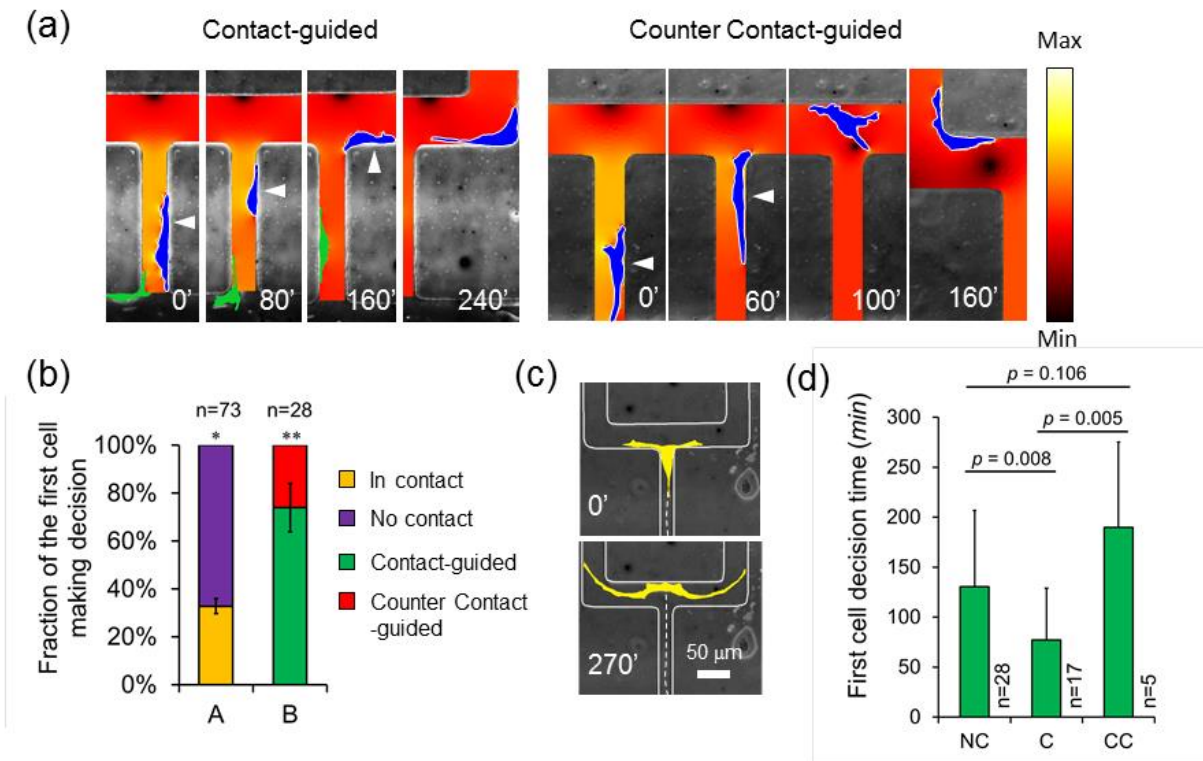 (a)
Contact-guided
Counter Contact-guided
Max
Min
0'
80'
160'
240'
0'
60'
100'
160'
(b)
n=73
n=28
*
**
100%
80%
60%
40%
20%
0%
Fraction of the first cell
making decision
A
B
In contact
No contact
Contact-guided
Counter Contact
-guided
(c)
0'
270'
50 μm
(d)
p = 0.106
p = 0.005
p = 0.008
300
250
200
150
100
50
0
First cell decision time (min)
n=28
n=17
n=5
NC
C
CC